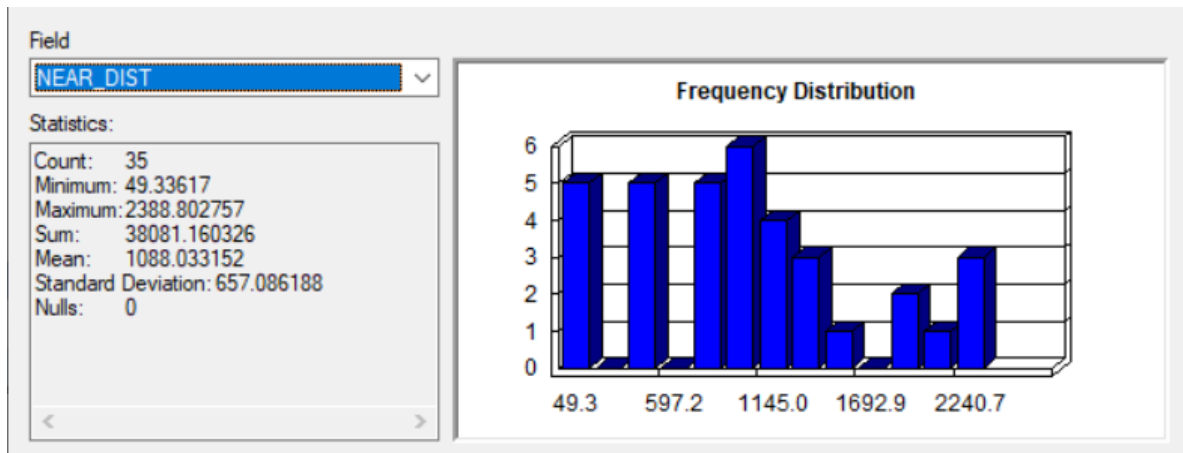 Field
NEAR_DIST
Statistics:
Count: 35
Minimum: 49.33617
Maximum: 2388.802757
Sum: 38081.160326
Mean: 1088.033152
Standard Deviation: 657.086188
Nulls: 0
Frequency Distribution
6
5
4
3
2
1
0
49.3 597.2 1145.0 1692.9 2240.7